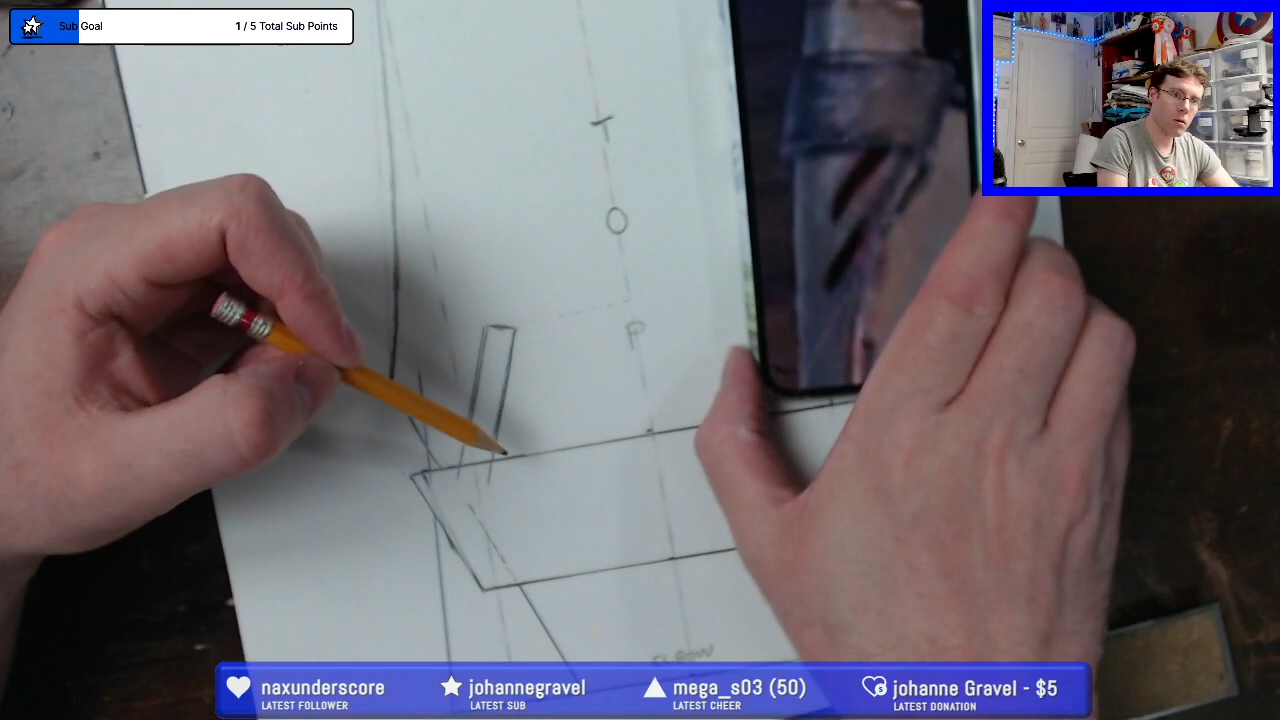 Sub Goal
1 / 5 Total Sub Points
T
O
P
ELBOW
naxunderscore
LATEST FOLLOWER
johannegravel
LATEST SUB
mega_s03 (50)
LATEST CHEER
johanne Gravel - $5
LATEST DONATION